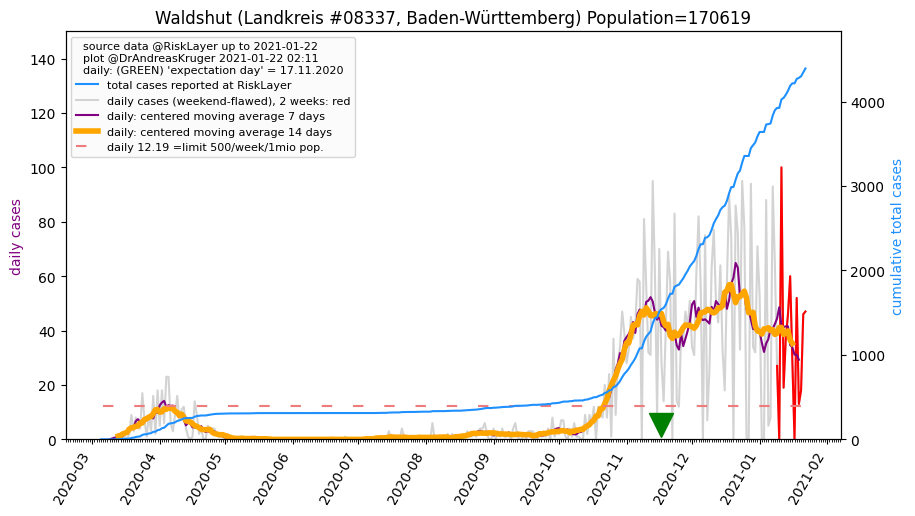 Waldshut (Landkreis #08337, Baden-Württemberg) Population=170619
source data @RiskLayer up to 2021-01-22
plot @DrAndreasKruger 2021-01-22 02:11
daily: (GREEN) 'expectation day' = 17.11.2020
total cases reported at RiskLayer
daily cases (weekend-flawed), 2 weeks: red
daily: centered moving average 7 days
daily: centered moving average 14 days
daily 12.19 =limit 500/week/1mio pop.
daily cases
140
120
100
80
60
40
20
0
cumulative total cases
4000
3000
2000
1000
0
2020-03
2020-04
2020-05
2020-06
2020-07
2020-08
2020-09
2020-10
2020-11
2020-12
2021-01
2021-02